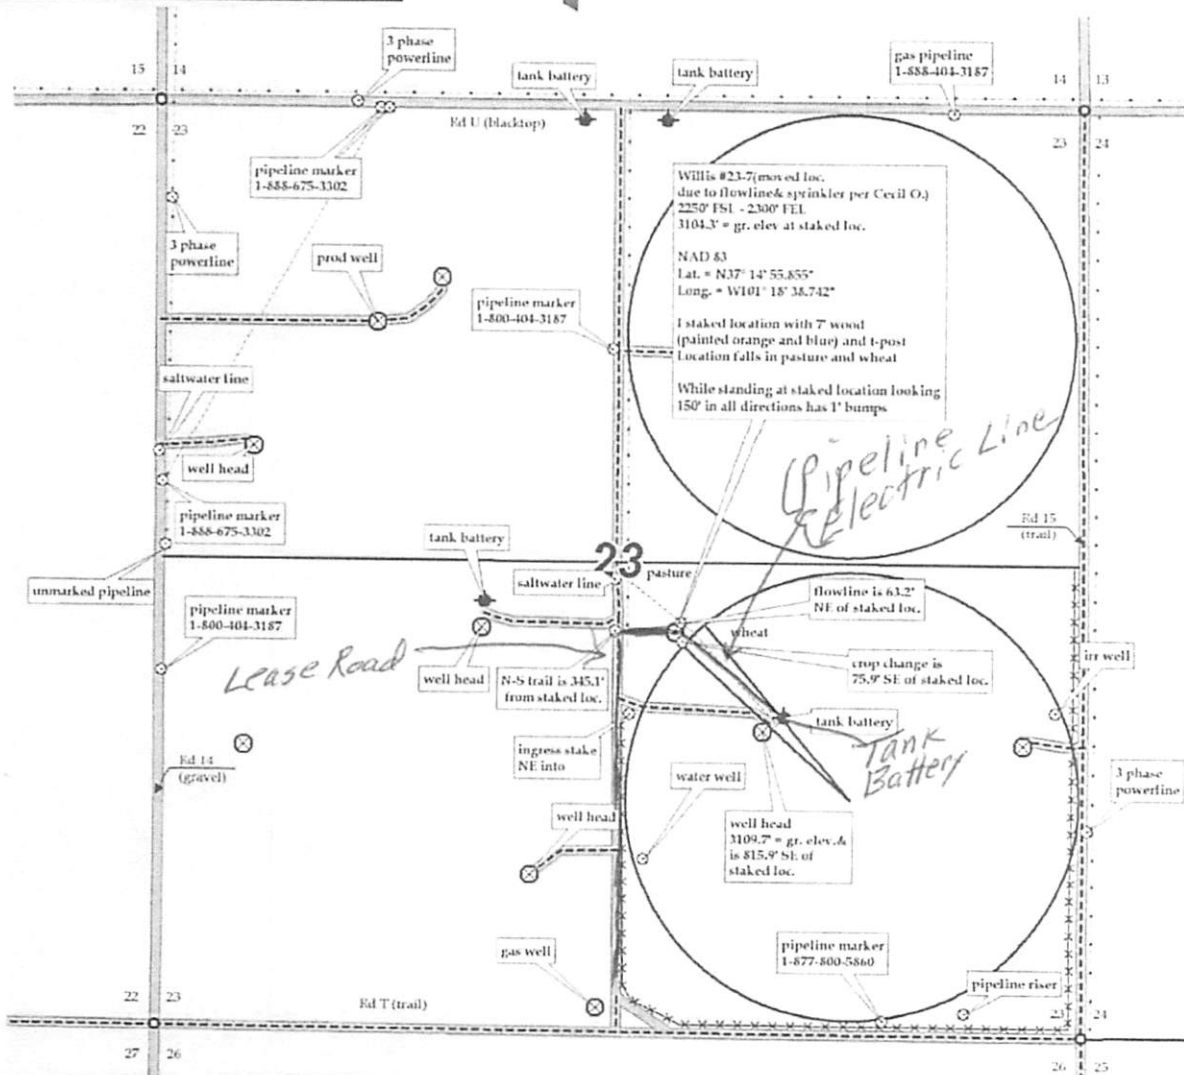 3 phase
powerline
tank battery
tank battery
gas pipeline
1-888-404-3187
15
14
14
13
Rd U (blacktop)
22
23
23
24
pipeline marker
1-888-675-3302
Willis #23-7(moved loc.
due to flowline& sprinkler per Cecil O.)
2250' FSL - 2300' FEL
3104.3' = gr. elev at staked loc.
NAD 83
Lat. = N37° 14' 55.855"
Long. = W101° 18' 38.742"
I staked location with 7' wood
(painted orange and blue) and t-post
Location falls in pasture and wheat
While standing at staked location looking
150' in all directions has 1' bumps
3 phase
powerline
prod well
pipeline marker
1-800-404-3187
saltwater line
well head
Pipeline
& Electric Line
pipeline marker
1-888-675-3302
Rd 15
(trail)
tank battery
23
pasture
saltwater line
unmarked pipeline
flowline is 63.2'
NE of staked loc.
pipeline marker
1-800-404-3187
wheat
Lease Road
well head
N-S trail is 345.1'
from staked loc.
crop change is
75.9' SE of staked loc.
irr well
tank battery
Tank
Battery
ingress stake
NE into
Rd 14
(gravel)
water well
3 phase
powerline
well head
well head
3109.7' = gr. elev.&
is 815.9' SE of
staked loc.
gas well
pipeline marker
1-877-800-5860
pipeline riser
22
23
Rd T (trail)
23
24
27
26
26
25